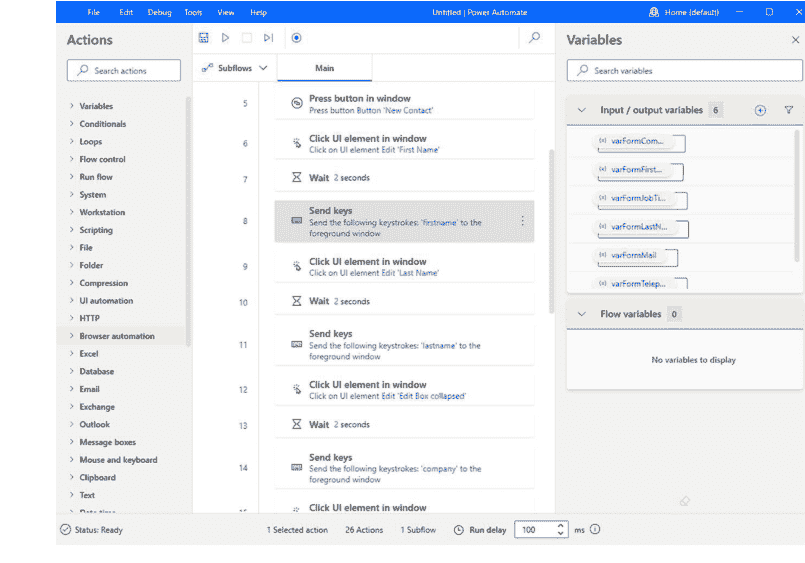 File Edit Debug Tools View Help Untitled | Power Automate Home (default)
Actions
Search actions
Variables
Conditionals
Loops
Flow control
Run flow
System
Workstation
Scripting
File
Folder
Compression
UI automation
HTTP
Browser automation
Excel
Database
Email
Exchange
Outlook
Message boxes
Mouse and keyboard
Clipboard
Text
Date time
Subflows Main
5 Press button in window
Press button Button 'New Contact'
6 Click UI element in window
Click on UI element Edit 'First Name'
7 Wait 2 seconds
8 Send keys
Send the following keystrokes: 'firstname' to the
foreground window
9 Click UI element in window
Click on UI element Edit 'Last Name'
10 Wait 2 seconds
11 Send keys
Send the following keystrokes: 'lastname' to the
foreground window
12 Click UI element in window
Click on UI element Edit 'Edit Box collapsed'
13 Wait 2 seconds
14 Send keys
Send the following keystrokes: 'company' to the
foreground window
15 Click UI element in window
Variables
Search variables
Input / output variables 6
(x) varFormCom...
(x) varFormFirst...
(x) varFormJobTi...
(x) varFormLastN...
(x) varFormMail
(x) varFormTelep...
Flow variables 0
No variables to display
Status: Ready 1 Selected action 26 Actions 1 Subflow Run delay 100 ms